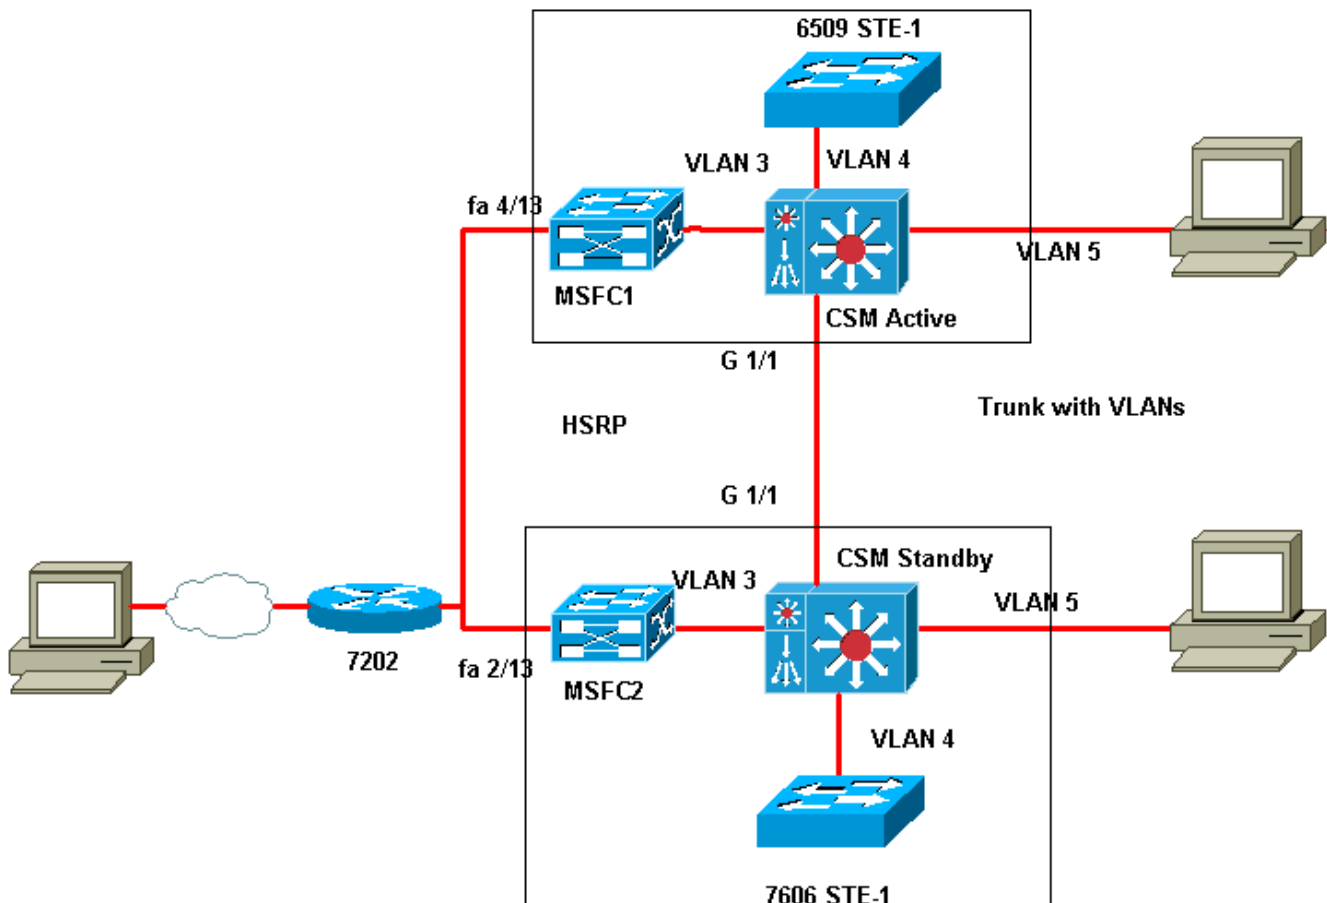 6509 STE-1
VLAN 3
VLAN 4
fa 4/13
VLAN 5
MSFC1
CSM Active
G 1/1
Trunk with VLANs
HSRP
G 1/1
CSM Standby
VLAN 3
VLAN 5
7202
fa 2/13
MSFC2
VLAN 4
7606 STE-1